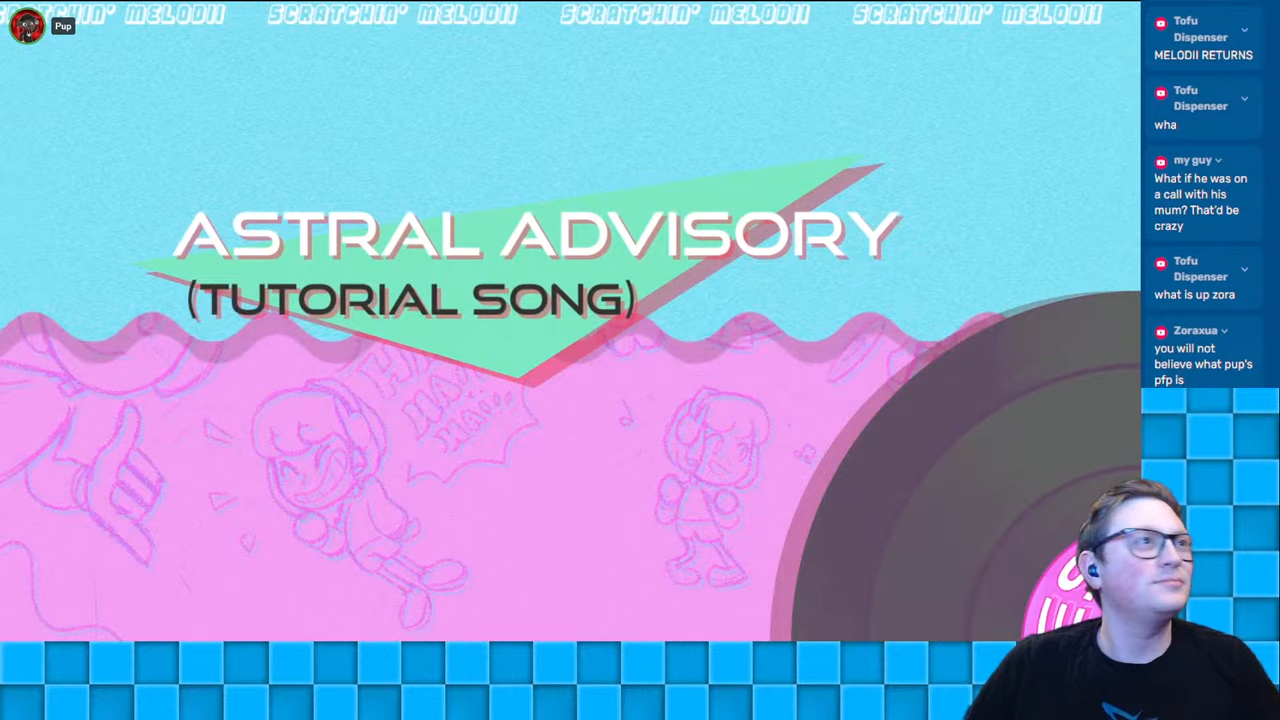 SCRATCHIN' MELODII SCRATCHIN' MELODII SCRATCHIN' MELODII
Pup
ASTRAL ADVISORY
(TUTORIAL SONG)
Tofu
Dispenser
MELODII RETURNS
Tofu
Dispenser
wha
my guy
What if he was on
a call with his
mum? That'd be
crazy
Tofu
Dispenser
what is up zora
Zoraxua
you will not
believe what pup's
pfp is